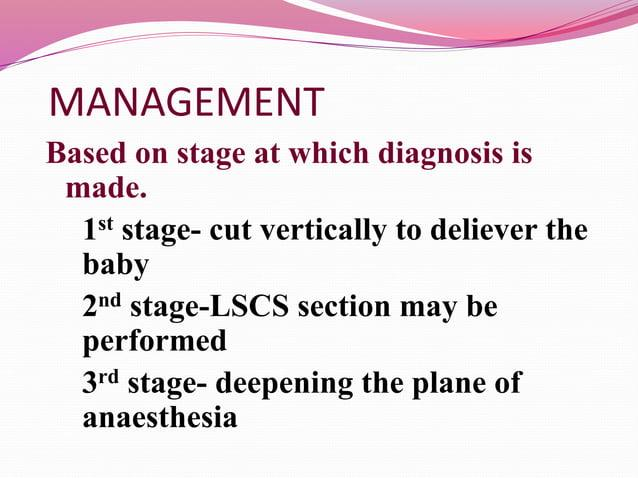 MANAGEMENT
Based on stage at which diagnosis is
made.
1st stage- cut vertically to deliever the
baby
2nd stage-LSCS section may be
performed
3rd stage- deepening the plane of
anaesthesia